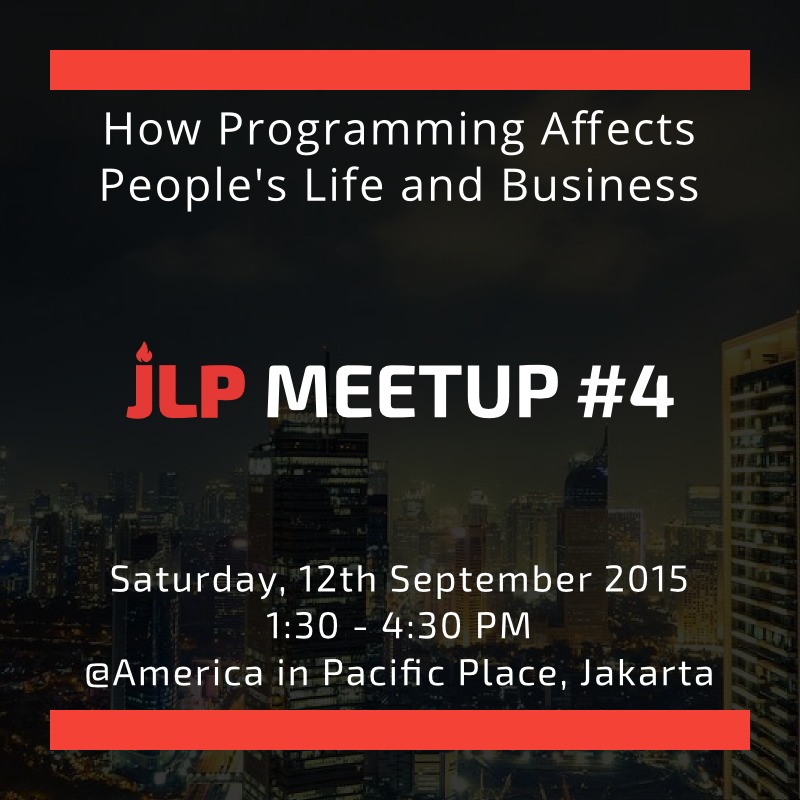 How Programming Affects
People's Life and Business
JLP MEETUP #4
Saturday, 12th September 2015
1:30 - 4:30 PM
@America in Pacific Place, Jakarta